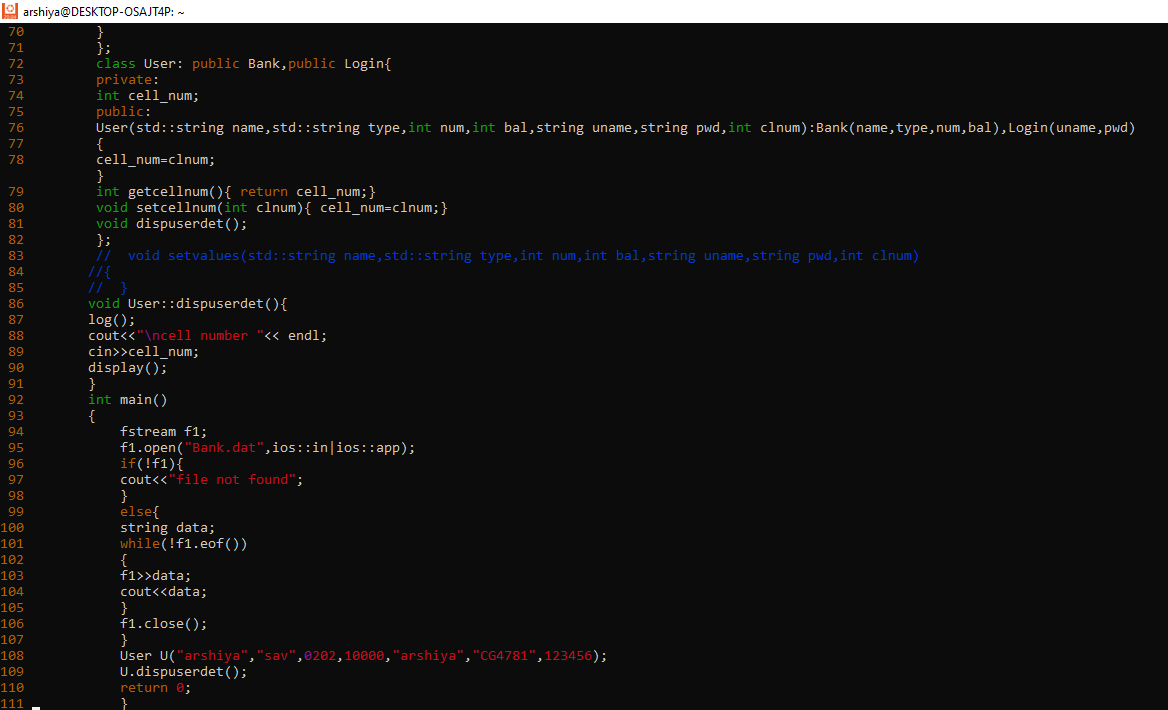 arshiya@DESKTOP-OSAJT4P: ~
70 }
71 };
72 class User: public Bank,public Login{
73 private:
74 int cell_num;
75 public:
76 User(std::string name,std::string type,int num,int bal,string uname,string pwd,int clnum):Bank(name,type,num,bal),Login(uname,pwd)
77 {
78 cell_num=clnum;
}
79 int getcellnum(){ return cell_num;}
80 void setcellnum(int clnum){ cell_num=clnum;}
81 void dispuserdet();
82 };
83 // void setvalues(std::string name,std::string type,int num,int bal,string uname,string pwd,int clnum)
84 //{
85 // }
86 void User::dispuserdet(){
87 log();
88 cout<<"\ncell number "<< endl;
89 cin>>cell_num;
90 display();
91 }
92 int main()
93 {
94 fstream f1;
95 f1.open("Bank.dat",ios::in|ios::app);
96 if(!f1){
97 cout<<"file not found";
98 }
99 else{
100 string data;
101 while(!f1.eof())
102 {
103 f1>>data;
104 cout<<data;
105 }
106 f1.close();
107 }
108 User U("arshiya","sav",0202,10000,"arshiya","CG4781",123456);
109 U.dispuserdet();
110 return 0;
111 }